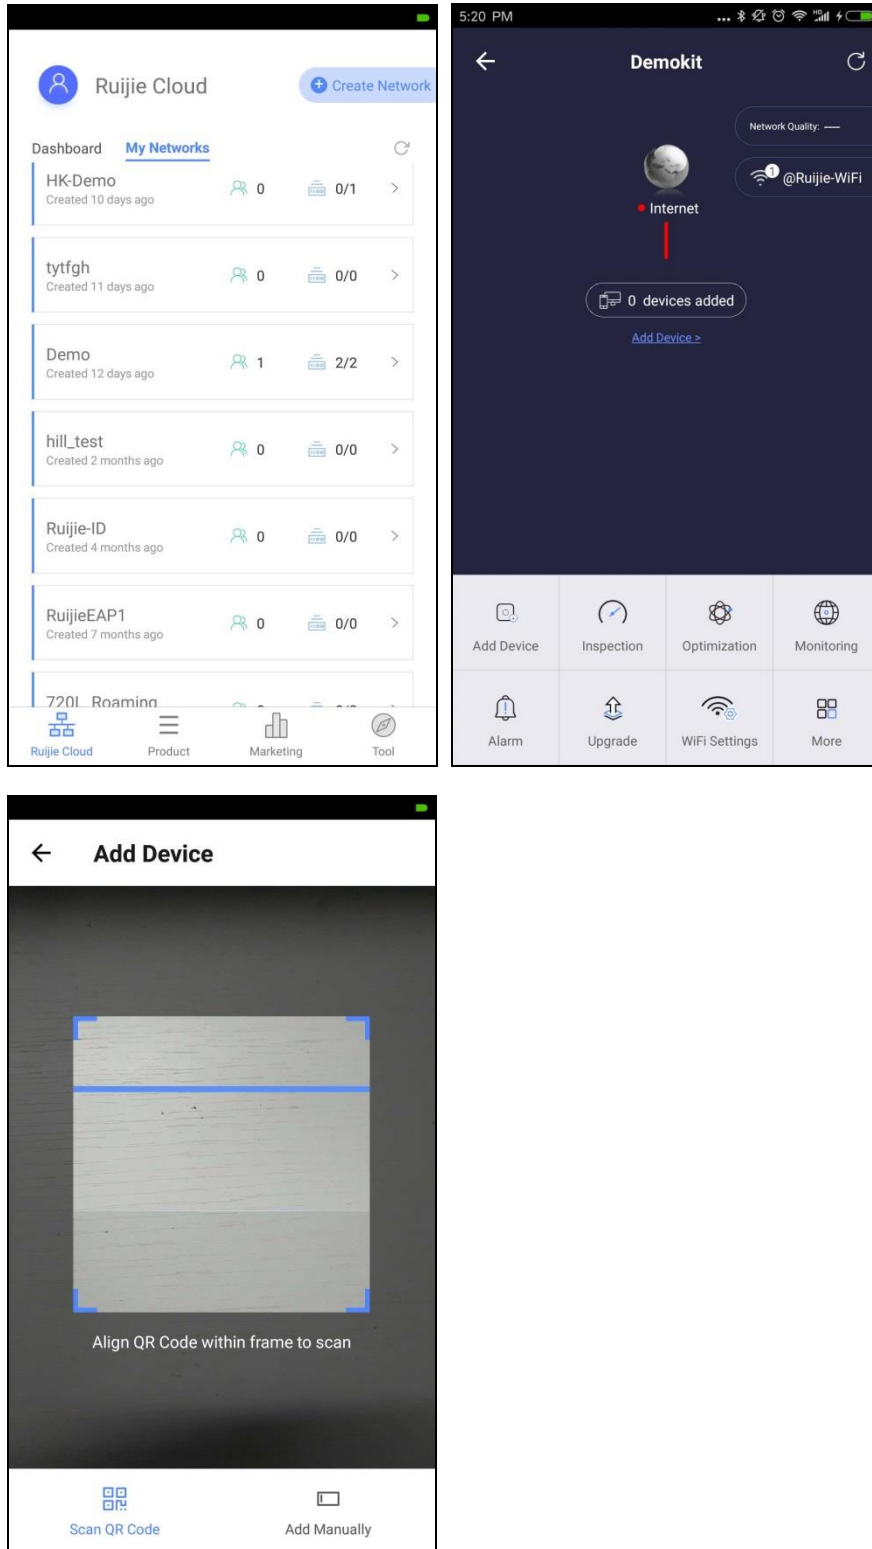 Ruijie Cloud
Create Network
Dashboard My Networks
HK-Demo
Created 10 days ago
0 0/1
tytfgh
Created 11 days ago
0 0/0
Demo
Created 12 days ago
1 2/2
hill_test
Created 2 months ago
0 0/0
Ruijie-ID
Created 4 months ago
0 0/0
RuijieEAP1
Created 7 months ago
0 0/0
720L_Roaming
Ruijie Cloud Product Marketing Tool
5:20 PM
HD
Demokit
Network Quality: ----
1 @Ruijie-WiFi
Internet
0 devices added
Add Device >
Add Device Inspection Optimization Monitoring
Alarm Upgrade WiFi Settings More
Add Device
Align QR Code within frame to scan
Scan QR Code Add Manually